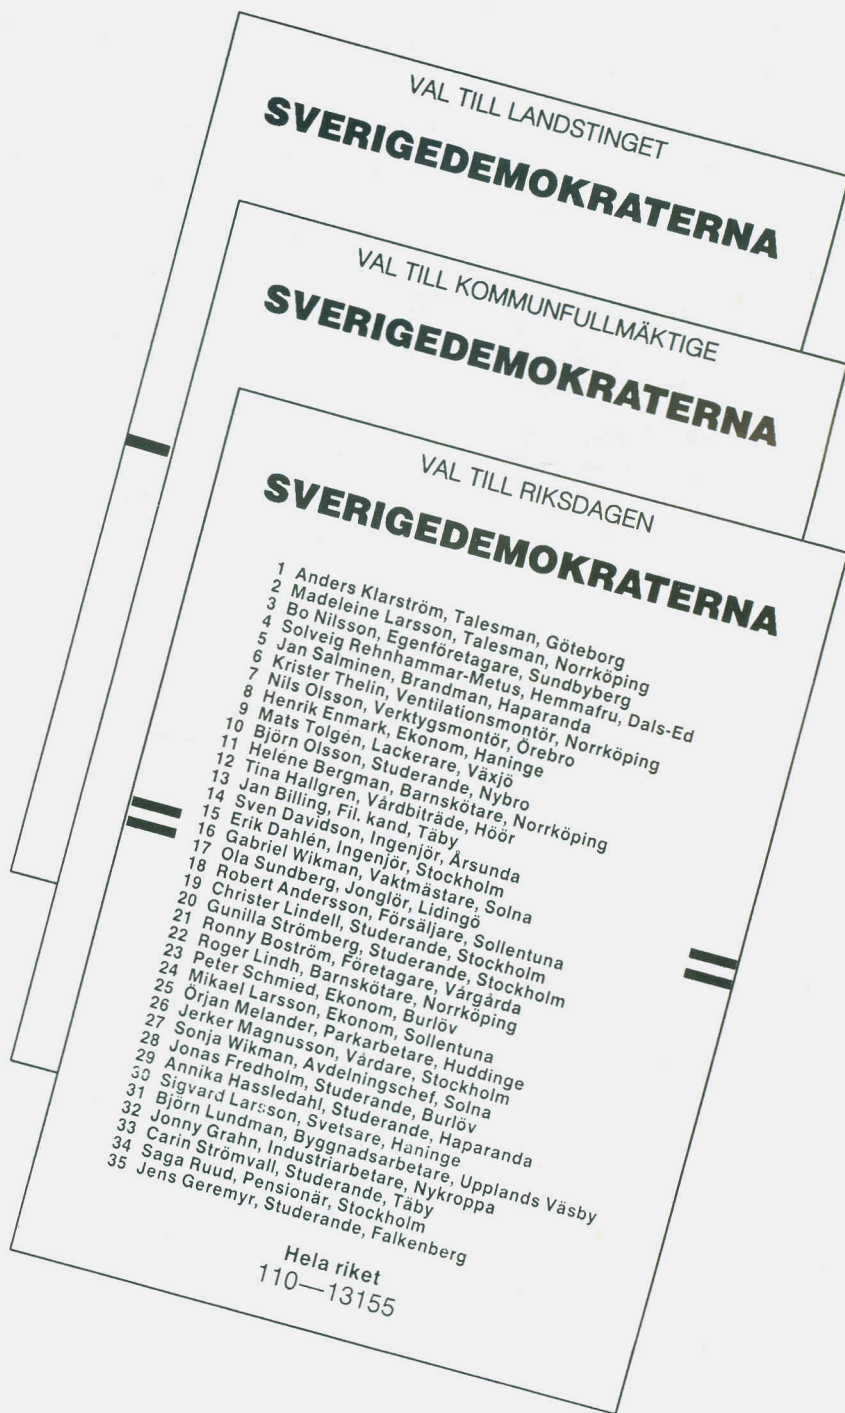 VAL TILL LANDSTINGET
SVERIGEDEMOKRATERNA
VAL TILL KOMMUNFULLMÄKTIGE
SVERIGEDEMOKRATERNA
VAL TILL RIKSDAGEN
SVERIGEDEMOKRATERNA
1 Anders Klarström, Talesman, Göteborg
2 Madeleine Larsson, Talesman, Norrköping
3 Bo Nilsson, Egenföretagare, Sundbyberg
4 Solveig Rehnhammar-Metus, Hemmafru, Dals-Ed
5 Jan Salminen, Brandman, Haparanda
6 Krister Thelin, Ventilationsmontör, Norrköping
7 Nils Olsson, Verktygsmontör, Örebro
8 Henrik Enmark, Ekonom, Haninge
9 Mats Tolgén, Lackerare, Växjö
10 Björn Olsson, Studerande, Nybro
11 Heléne Bergman, Barnskötare, Norrköping
12 Tina Hallgren, Vårdbiträde, Höör
13 Jan Billing, Fil. kand, Täby
14 Sven Davidson, Ingenjör, Årsunda
15 Erik Dahlén, Ingenjör, Stockholm
16 Gabriel Wikman, Vaktmästare, Solna
17 Ola Sundberg, Jonglör, Lidingö
18 Robert Andersson, Försäljare, Sollentuna
19 Christer Lindell, Studerande, Stockholm
20 Gunilla Strömberg, Studerande, Stockholm
21 Ronny Boström, Företagare, Vårgårda
22 Roger Lindh, Barnskötare, Norrköping
23 Peter Schmied, Ekonom, Burlöv
24 Mikael Larsson, Ekonom, Sollentuna
25 Örjan Melander, Parkarbetare, Huddinge
26 Jerker Magnusson, Vårdare, Stockholm
27 Sonja Wikman, Avdelningschef, Solna
28 Jonas Fredholm, Studerande, Burlöv
29 Annika Hassledahl, Studerande, Haparanda
30 Sigvard Larsson, Svetsare, Haninge
31 Björn Lundman, Byggnadsarbetare, Upplands Väsby
32 Jonny Grahn, Industriarbetare, Nykroppa
33 Carin Strömvall, Studerande, Täby
34 Saga Ruud, Pensionär, Stockholm
35 Jens Geremyr, Studerande, Falkenberg
Hela riket
110—13155